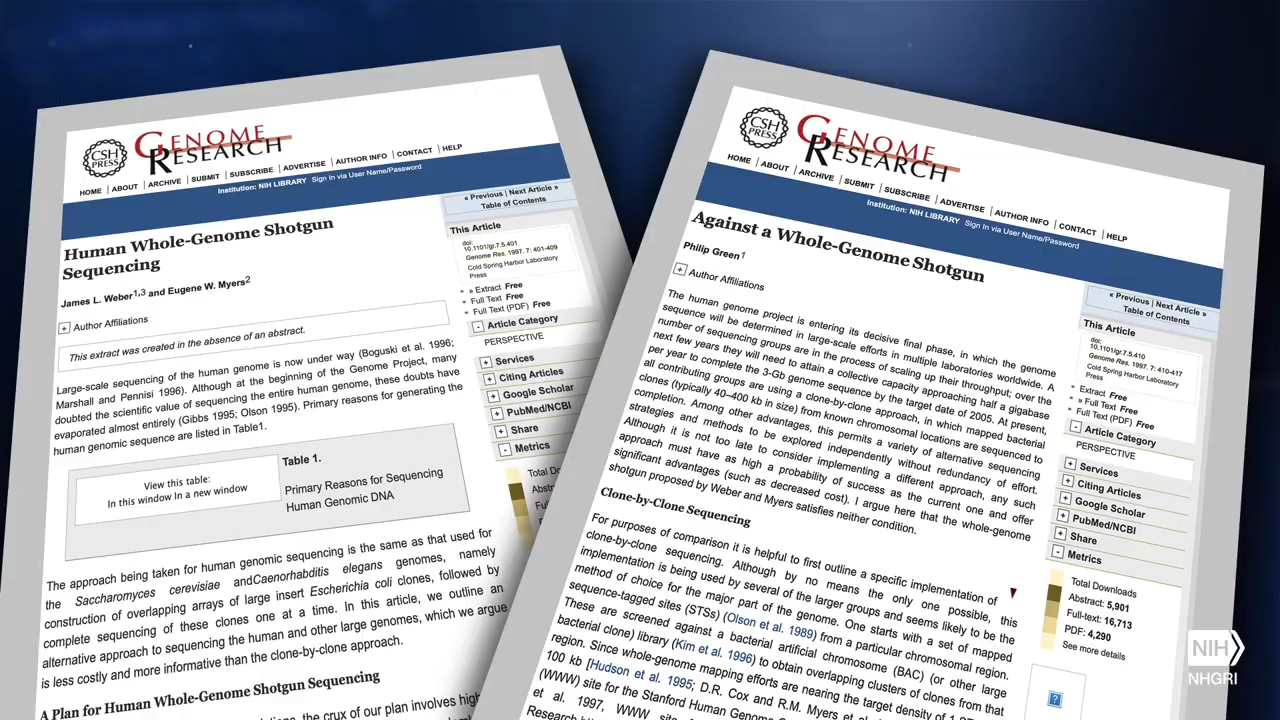 CSH
PRESS
GENOME
RESEARCH
HOME | ABOUT | ARCHIVE | SUBMIT | SUBSCRIBE | ADVERTISE | AUTHOR INFO | CONTACT | HELP
Institution: NIH LIBRARY Sign In via User Name/Password
Human Whole-Genome Shotgun
Sequencing
James L. Weber1,3 and Eugene W. Myers2
+ Author Affiliations
This extract was created in the absence of an abstract.
Large-scale sequencing of the human genome is now under way (Boguski et al. 1996;
Marshall and Pennisi 1996). Although at the beginning of the Genome Project, many
doubted the scientific value of sequencing the entire human genome, these doubts have
evaporated almost entirely (Gibbs 1995; Olson 1995). Primary reasons for generating the
human genomic sequence are listed in Table1.
View this table:
In this window In a new window
Table 1.
Primary Reasons for Sequencing
Human Genomic DNA
The approach being taken for human genomic sequencing is the same as that used for
the Saccharomyces cerevisiae andCaenorhabditis elegans genomes, namely
construction of overlapping arrays of large insert Escherichia coli clones, followed by
complete sequencing of these clones one at a time. In this article, we outline an
alternative approach to sequencing the human and other large genomes, which we argue
is less costly and more informative than the clone-by-clone approach.
A Plan for Human Whole-Genome Shotgun Sequencing
the crux of our plan involves
« Previous | Next Article »
Table of Contents
This Article
doi:
10.1101/gr.7.5.401
Genome Res. 1997. 7: 401-409
Cold Spring Harbor Laboratory
Press
» Extract Free
Full Text Free
Full Text (PDF) Free
- Article Category
PERSPECTIVE
+ Services
+ Citing Articles
+ Google Scholar
+ PubMed/NCBI
+ Share
- Metrics
Total
CSH
PRESS
GENOME
RESEARCH
HOME | ABOUT | ARCHIVE | SUBMIT | SUBSCRIBE | ADVERTISE | AUTHOR INFO | CONTACT | HELP
Institution: NIH LIBRARY Sign In via User Name/Password
Against a Whole-Genome Shotgun
Philip Green1
+ Author Affiliations
The human genome project is entering its decisive final phase, in which the genome
sequence will be determined in large-scale efforts in multiple laboratories worldwide. A
number of sequencing groups are in the process of scaling up their throughput; over the
next few years they will need to attain a collective capacity approaching half a gigabase
per year to complete the 3-Gb genome sequence by the target date of 2005. At present,
all contributing groups are using a clone-by-clone approach, in which mapped bacterial
clones (typically 40–400 kb in size) from known chromosomal locations are sequenced to
completion. Among other advantages, this permits a variety of alternative sequencing
strategies and methods to be explored independently without redundancy of effort.
Although it is not too late to consider implementing a different approach, any such
approach must have as high a probability of success as the current one and offer
significant advantages (such as decreased cost). I argue here that the whole-genome
shotgun proposed by Weber and Myers satisfies neither condition.
Clone-by-Clone Sequencing
For purposes of comparison it is helpful to first outline a specific implementation of
clone-by-clone sequencing. Although by no means the only one possible, this
implementation is being used by several of the larger groups and seems likely to be the
method of choice for the major part of the genome. One starts with a set of mapped
sequence-tagged sites (STSs) (Olson et al. 1989) from a particular chromosomal region.
These are screened against a bacterial artificial chromosome (BAC) (or other large
bacterial clone) library (Kim et al. 1996) to obtain overlapping clusters of clones from that
region. Since whole-genome mapping efforts are nearing the target density of 1
100 kb [Hudson et al. 1995; D.R. Cox and R.M. Myers et al.
(WWW) site for the Stanford Human Genome
et al. 1997, WWW site
« Previous | Next Article »
Table of Contents
This Article
doi:
10.1101/gr.7.5.410
Genome Res. 1997. 7: 410-417
Cold Spring Harbor Laboratory
Press
Extract Free
» Full Text Free
Full Text (PDF) Free
- Article Category
PERSPECTIVE
+ Services
+ Citing Articles
+ Google Scholar
+ PubMed/NCBI
+ Share
- Metrics
Total Downloads
Abstract: 5,901
Full-text: 16,713
PDF: 4,290
See more details
?
NIH
NHGRI